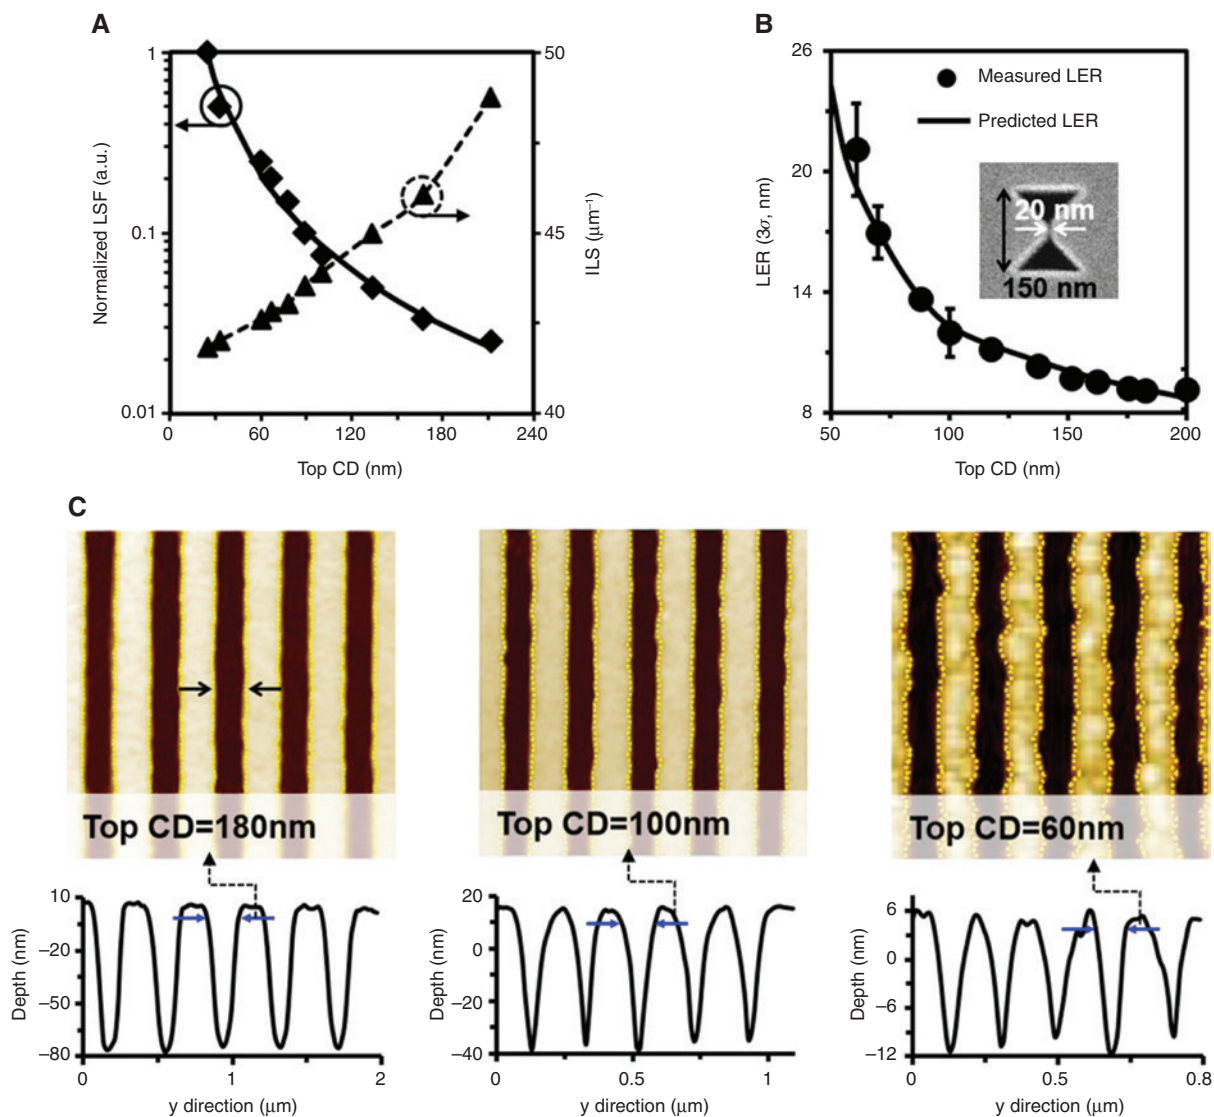 A
Normalized LSF (a.u.)
1
0.1
0.01
50
45
40
ILS (μm⁻¹)
0
60
120
180
240
Top CD (nm)
B
LER (3σ, nm)
26
20
14
8
Measured LER
Predicted LER
20 nm
150 nm
50
100
150
200
Top CD (nm)
C
Top CD=180nm
Top CD=100nm
Top CD=60nm
Depth (nm)
10
–20
–50
–80
0
1
2
y direction (μm)
Depth (nm)
20
0
–20
–40
0
0.5
1
y direction (μm)
Depth (nm)
6
0
–6
–12
0
0.5
0.8
y direction (μm)